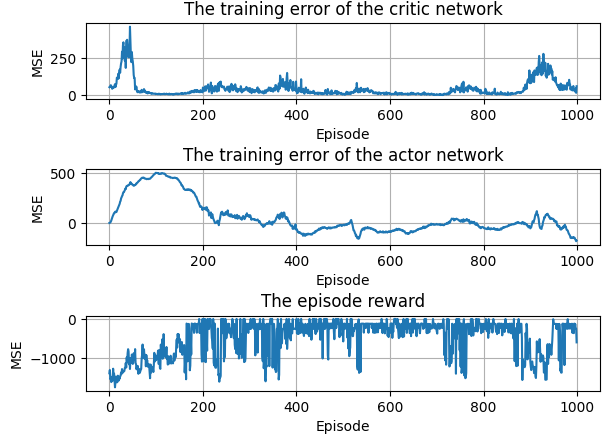 The training error of the critic network
250
0
MSE
0 200 400 600 800 1000
Episode
The training error of the actor network
500
0
MSE
0 200 400 600 800 1000
Episode
The episode reward
0
−1000
MSE
0 200 400 600 800 1000
Episode